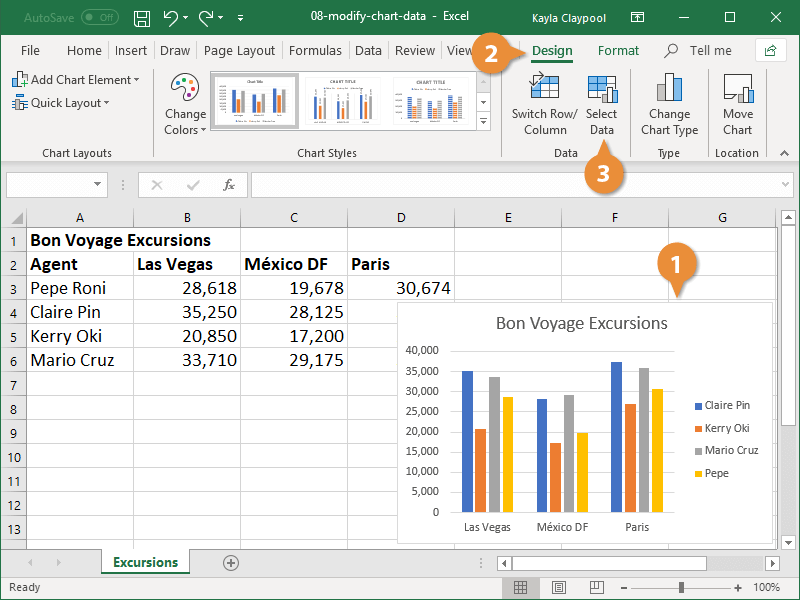 AutoSave Off 08-modify-chart-data - Excel Kayla Claypool
File Home Insert Draw Page Layout Formulas Data Review View 2 Design Format Tell me
Add Chart Element
Quick Layout
Change Colors
CHART TITLE
CHART TITLE
Switch Row/ Column
Select Data
Change Chart Type
Move Chart
Chart Layouts Chart Styles Data Type Location
3
fx
A B C D E F G
1 Bon Voyage Excursions
2 Agent Las Vegas México DF Paris
3 Pepe Roni 28,618 19,678 30,674
4 Claire Pin 35,250 28,125
5 Kerry Oki 20,850 17,200
6 Mario Cruz 33,710 29,175
7
8
9
10
11
12
13
1
Bon Voyage Excursions
40,000
35,000
30,000
25,000
20,000
15,000
10,000
5,000
0
Las Vegas México DF Paris
Claire Pin
Kerry Oki
Mario Cruz
Pepe
Excursions
Ready 100%